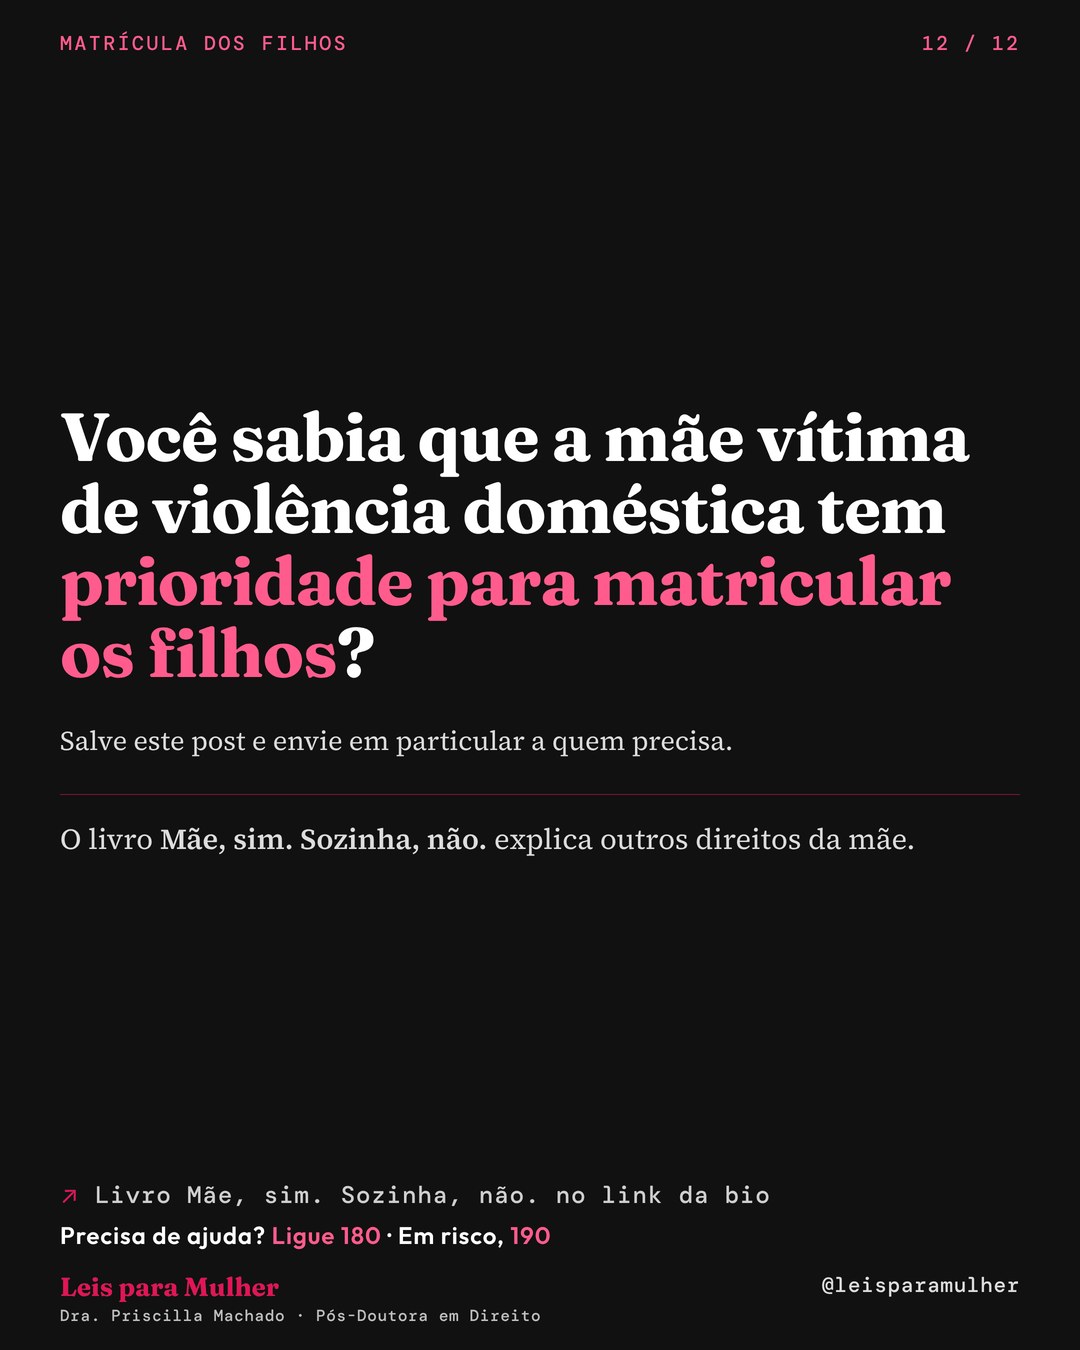 MATRÍCULA DOS FILHOS
12 / 12
Você sabia que a mãe vítima
de violência doméstica tem
prioridade para matricular
os filhos?
Salve este post e envie em particular a quem precisa.
O livro Mãe, sim. Sozinha, não. explica outros direitos da mãe.
↗ Livro Mãe, sim. Sozinha, não. no link da bio
Precisa de ajuda? Ligue 180 · Em risco, 190
Leis para Mulher
@leisparamulher
Dra. Priscilla Machado · Pós-Doutora em Direito